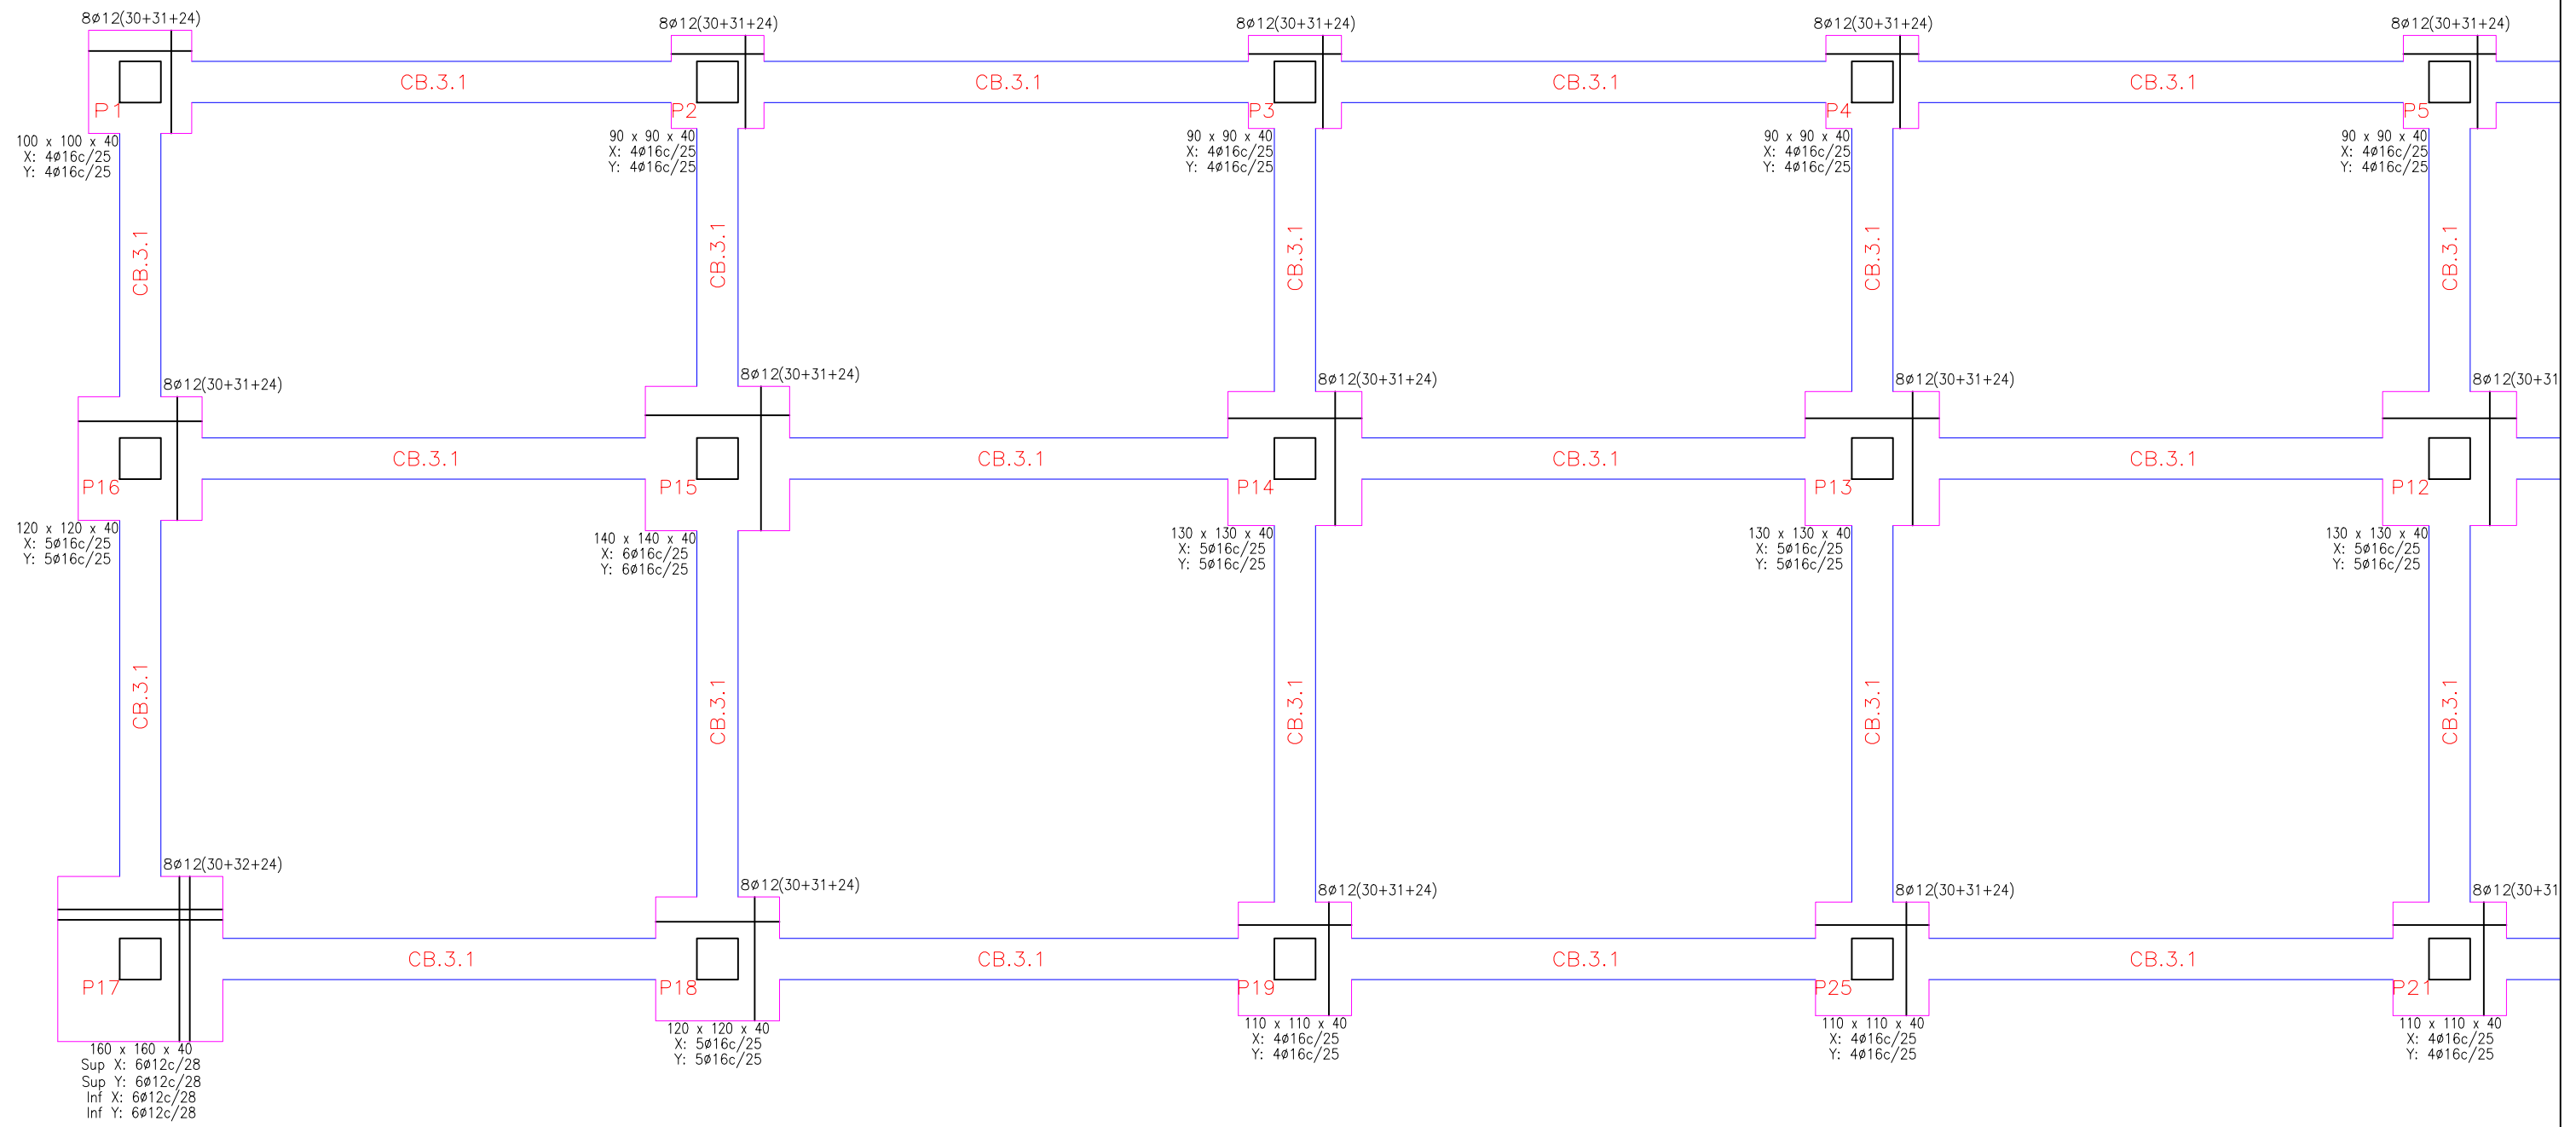 8ø12(30+31+24)
8ø12(30+31+24)
8ø12(30+31+24)
8ø12(30+31+24)
8ø12(30+31+24)
CB.3.1
CB.3.1
CB.3.1
CB.3.1
P1
P2
P3
P4
P5
100 x 100 x 40
X: 4ø16c/25
Y: 4ø16c/25
90 x 90 x 40
X: 4ø16c/25
Y: 4ø16c/25
90 x 90 x 40
X: 4ø16c/25
Y: 4ø16c/25
90 x 90 x 40
X: 4ø16c/25
Y: 4ø16c/25
90 x 90 x 40
X: 4ø16c/25
Y: 4ø16c/25
CB.3.1
CB.3.1
CB.3.1
CB.3.1
CB.3.1
8ø12(30+31+24)
8ø12(30+31+24)
8ø12(30+31+24)
8ø12(30+31+24)
8ø12(30+31
CB.3.1
CB.3.1
CB.3.1
CB.3.1
P16
P15
P14
P13
P12
120 x 120 x 40
X: 5ø16c/25
Y: 5ø16c/25
140 x 140 x 40
X: 6ø16c/25
Y: 6ø16c/25
130 x 130 x 40
X: 5ø16c/25
Y: 5ø16c/25
130 x 130 x 40
X: 5ø16c/25
Y: 5ø16c/25
130 x 130 x 40
X: 5ø16c/25
Y: 5ø16c/25
CB.3.1
CB.3.1
CB.3.1
CB.3.1
CB.3.1
8ø12(30+32+24)
8ø12(30+31+24)
8ø12(30+31+24)
8ø12(30+31+24)
8ø12(30+31
CB.3.1
CB.3.1
CB.3.1
CB.3.1
P17
P18
P19
P25
P21
160 x 160 x 40
Sup X: 6ø12c/28
Sup Y: 6ø12c/28
Inf X: 6ø12c/28
Inf Y: 6ø12c/28
120 x 120 x 40
X: 5ø16c/25
Y: 5ø16c/25
110 x 110 x 40
X: 4ø16c/25
Y: 4ø16c/25
110 x 110 x 40
X: 4ø16c/25
Y: 4ø16c/25
110 x 110 x 40
X: 4ø16c/25
Y: 4ø16c/25